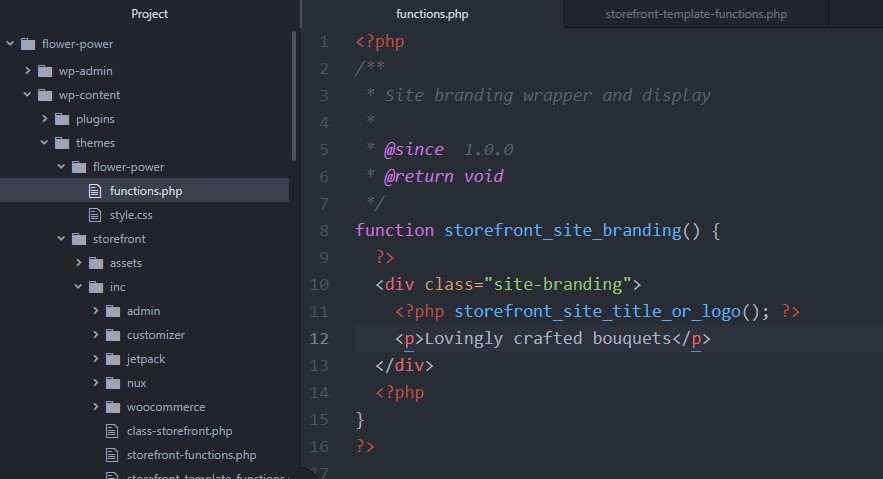 Project
flower-power
wp-admin
wp-content
plugins
themes
flower-power
functions.php
style.css
storefront
assets
inc
admin
customizer
jetpack
nux
woocommerce
class-storefront.php
storefront-functions.php
storefront-template-functions.
functions.php
storefront-template-functions.php
1 <?php
2 /**
3 * Site branding wrapper and display
4 *
5 * @since  1.0.0
6 * @return void
7 */
8 function storefront_site_branding() {
9 ?>
10 <div class="site-branding">
11 <?php storefront_site_title_or_logo(); ?>
12 <p>Lovingly crafted bouquets</p>
13 </div>
14 <?php
15 }
16 ?>
17